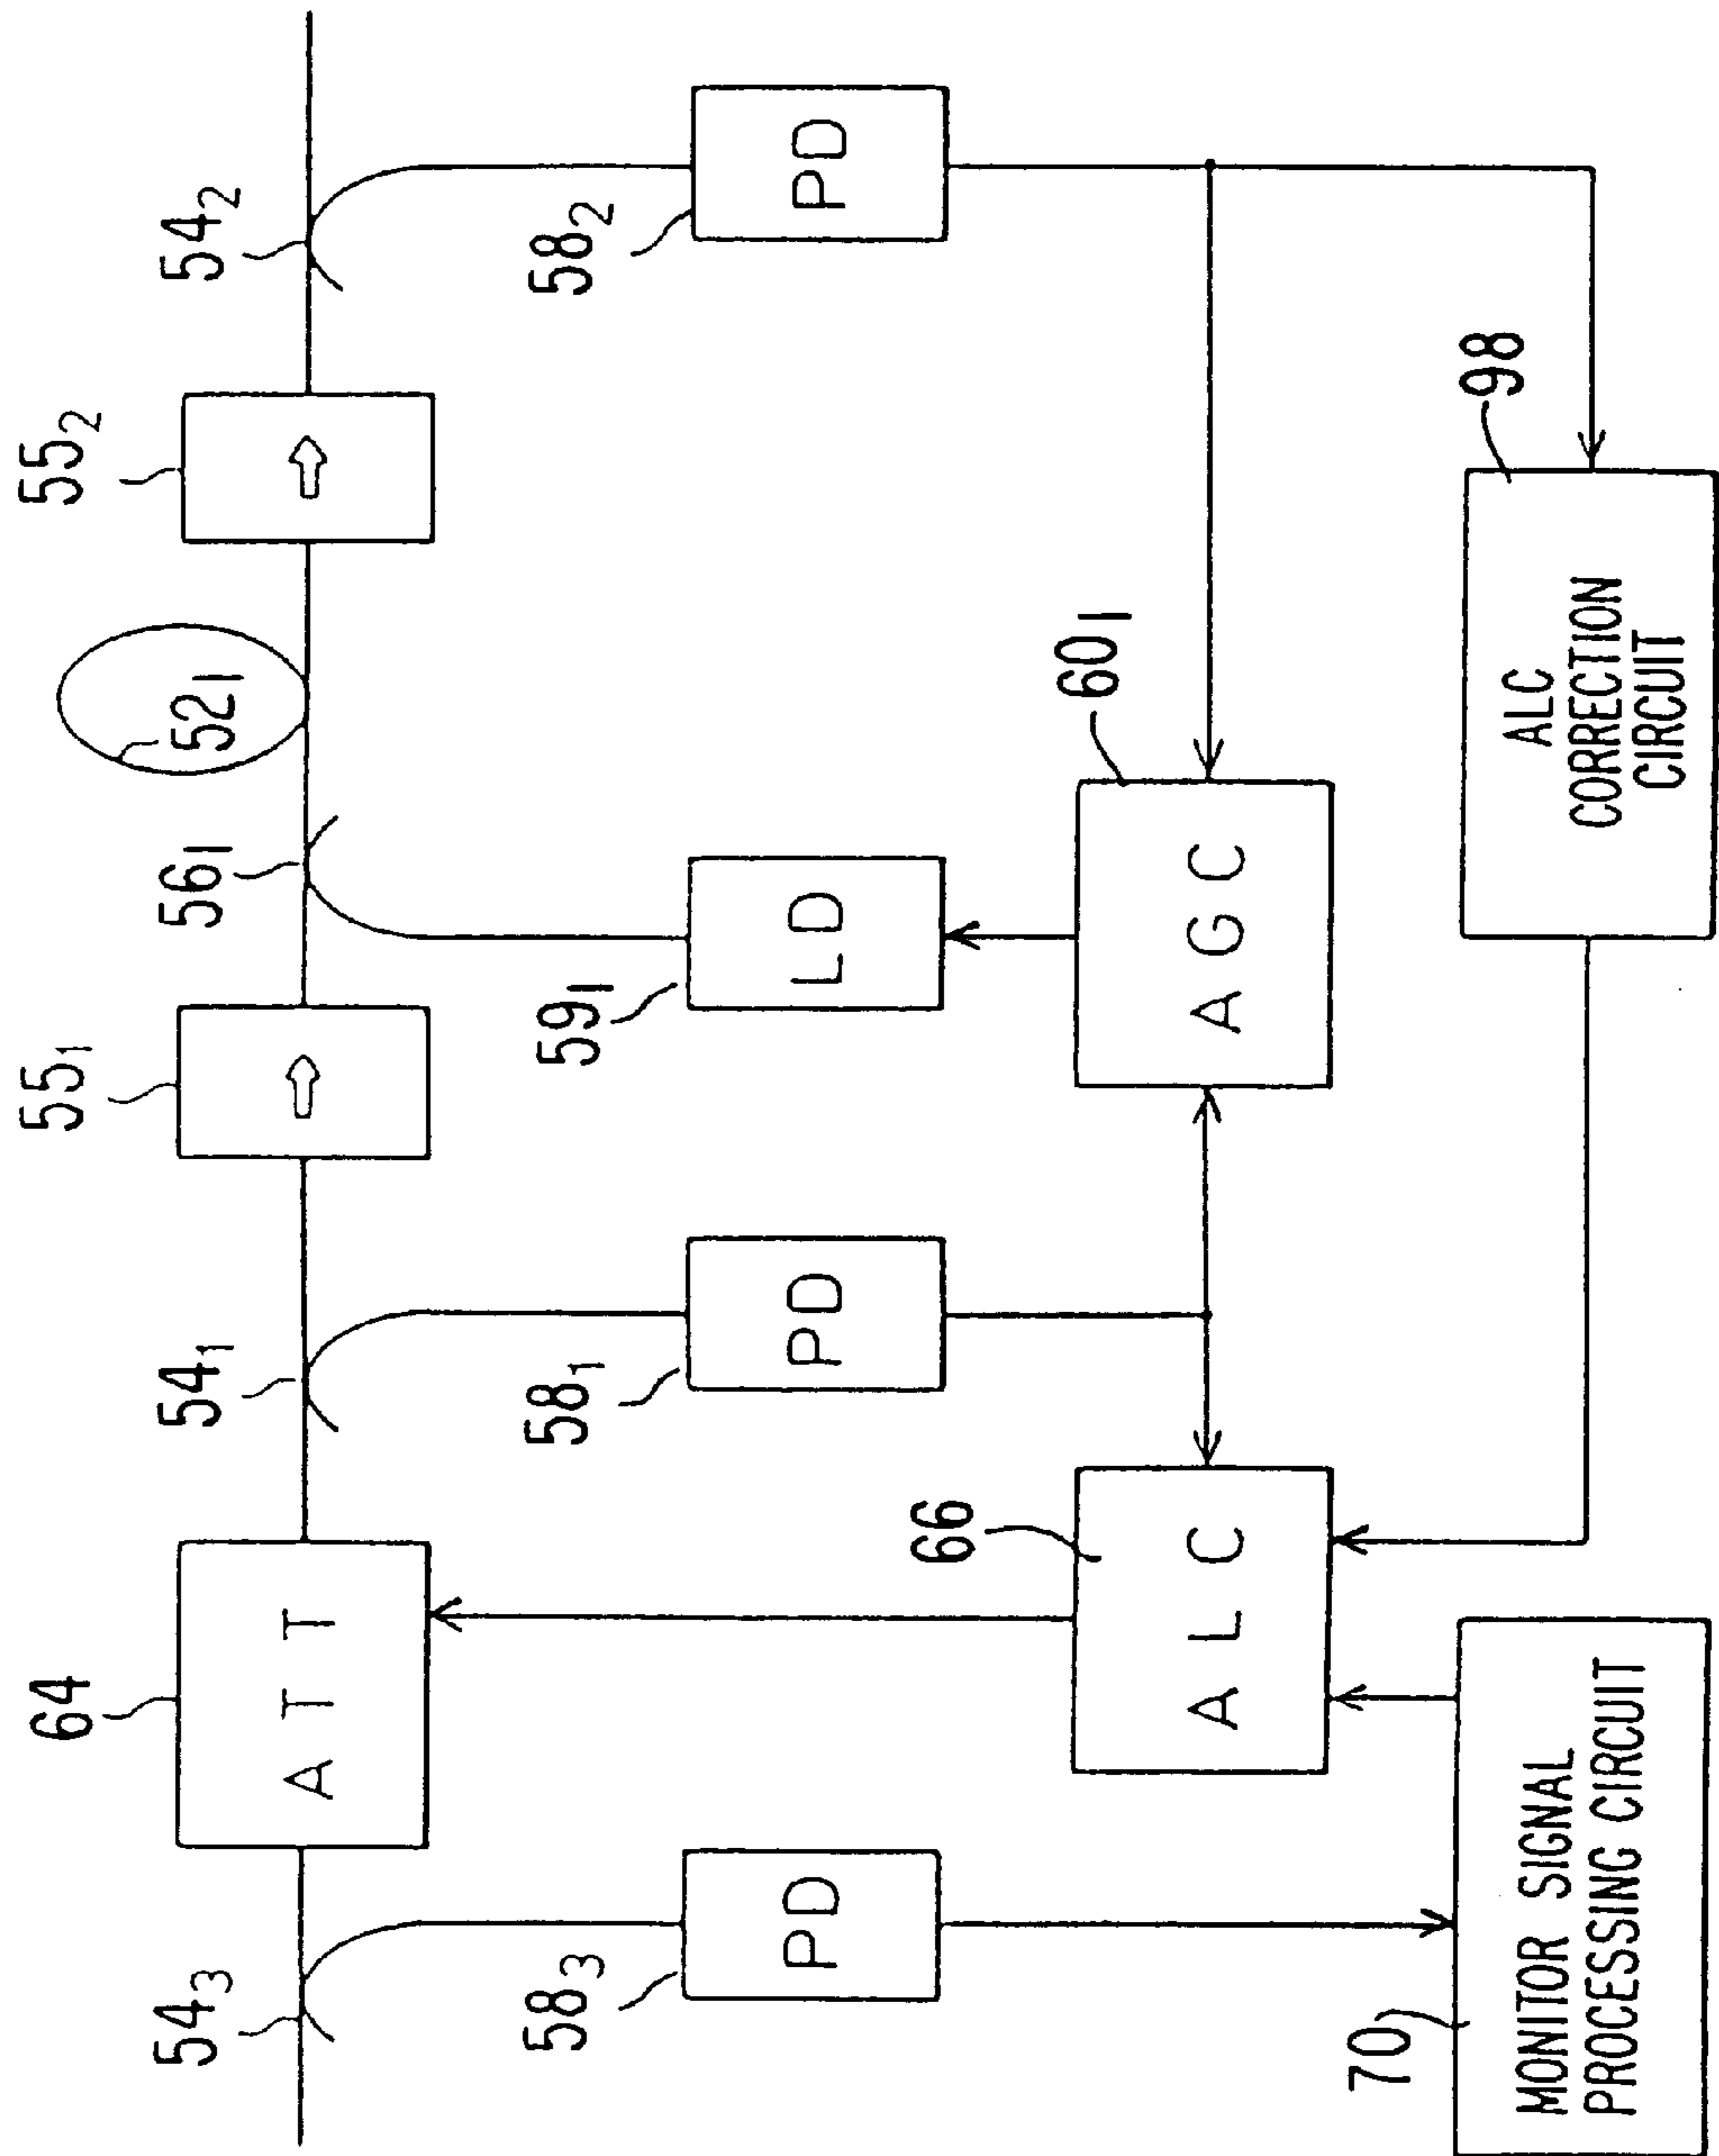 54₃
64
ATT
54₁
55₁
56₁
52₁
55₂
54₂
58₃
PD
58₁
PD
59₁
LD
58₂
PD
66
ALC
60₁
AGC
70
MONITOR SIGNAL
PROCESSING CIRCUIT
98
ALC
CORRECTION
CIRCUIT